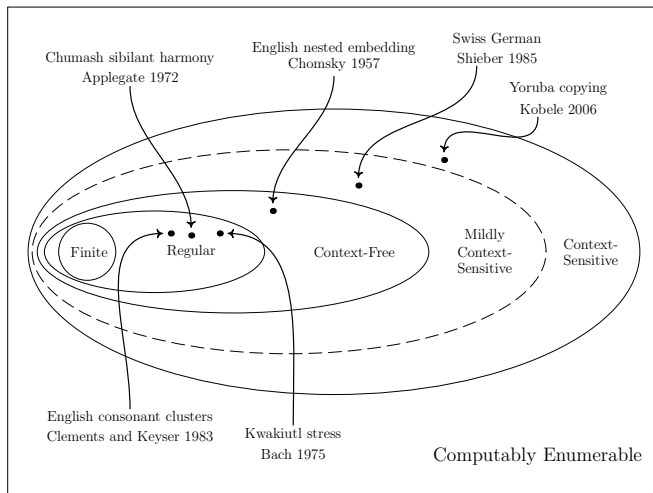 Swiss German
Shieber 1985
English nested embedding
Chomsky 1957
Chumash sibilant harmony
Applegate 1972
Yoruba copying
Kobele 2006
Finite
Regular
Context-Free
Mildly
Context-
Sensitive
Context-
Sensitive
English consonant clusters
Clements and Keyser 1983
Kwakiutl stress
Bach 1975
Computably Enumerable